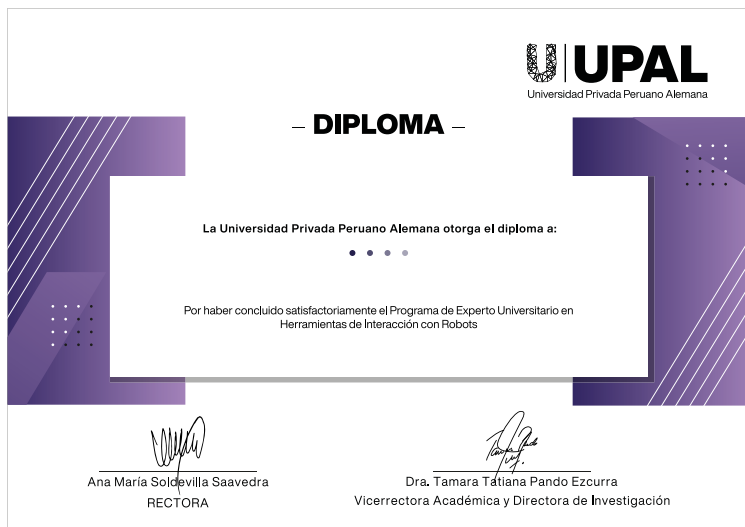 UPAL
Universidad Privada Peruano Alemana
– DIPLOMA –
La Universidad Privada Peruano Alemana otorga el diploma a:
Por haber concluido satisfactoriamente el Programa de Experto Universitario en
Herramientas de Interacción con Robots
Ana María Soldevilla Saavedra
RECTORA
Dra. Tamara Tatiana Pando Ezcurra
Vicerrectora Académica y Directora de Investigación